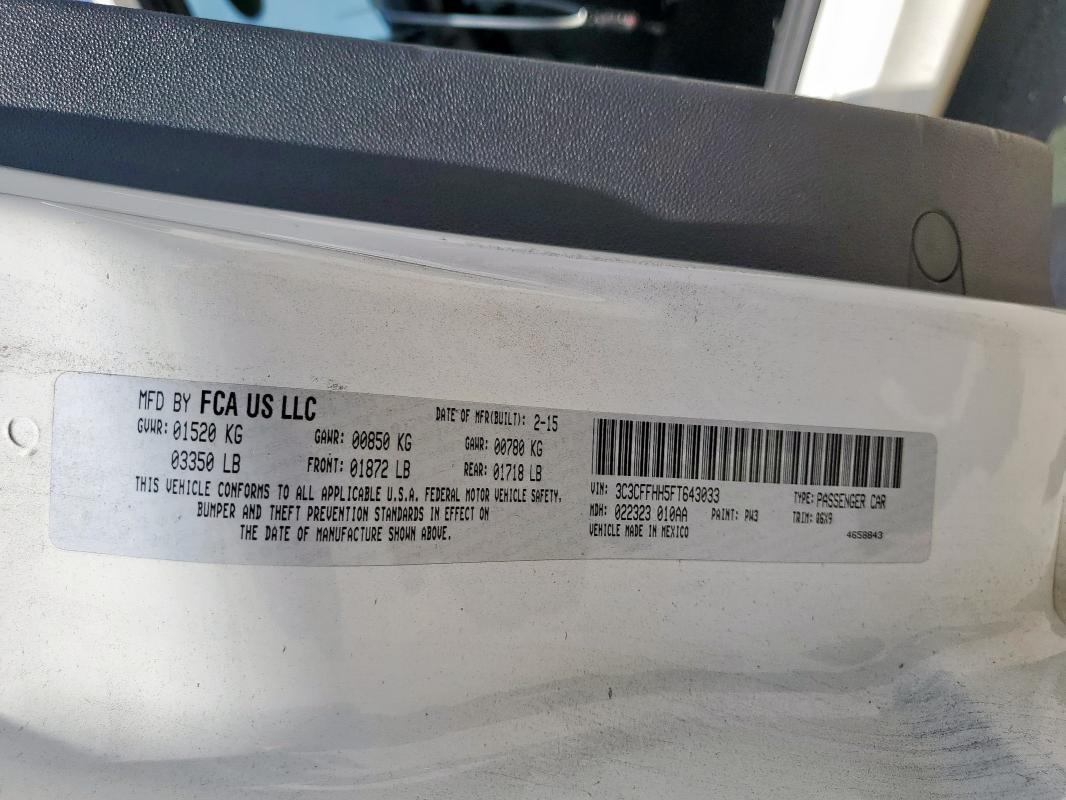 MFD BY FCA US LLC DATE OF MFR(BUILT): 2-15
GVWR: 01520 KG GAWR: 00850 KG GAWR: 00780 KG
03350 LB FRONT: 01872 LB REAR: 01718 LB
THIS VEHICLE CONFORMS TO ALL APPLICABLE U.S.A. FEDERAL MOTOR VEHICLE SAFETY,
BUMPER AND THEFT PREVENTION STANDARDS IN EFFECT ON
THE DATE OF MANUFACTURE SHOWN ABOVE.
VIN: 3C3CFFHH5FT643033 TYPE: PASSENGER CAR
MDH: 022323 010AA PAINT: PW3 TRIM: 06X9
VEHICLE MADE IN MEXICO 4658843